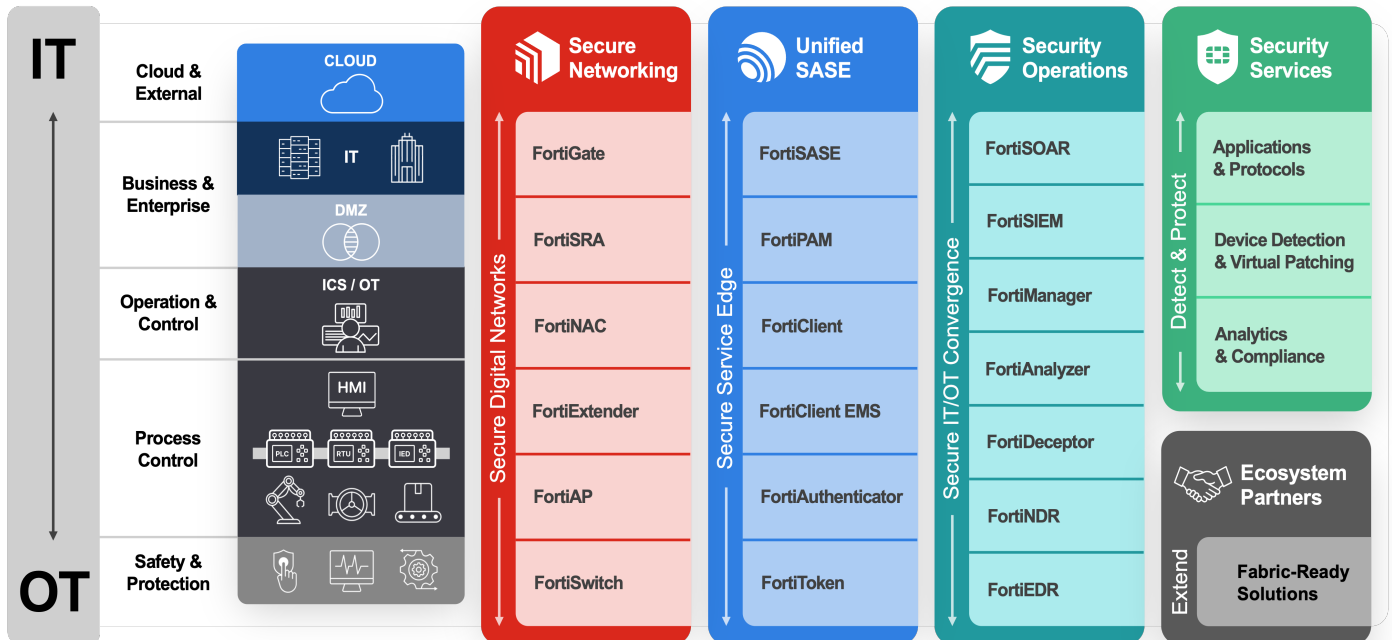 IT
OT
Cloud &
External
Business &
Enterprise
Operation &
Control
Process
Control
Safety &
Protection
CLOUD
IT
DMZ
ICS / OT
HMI
PLC
RTU
IED
Secure
Networking
Secure Digital Networks
FortiGate
FortiSRA
FortiNAC
FortiExtender
FortiAP
FortiSwitch
Unified
SASE
Secure Service Edge
FortiSASE
FortiPAM
FortiClient
FortiClient EMS
FortiAuthenticator
FortiToken
Security
Operations
Secure IT/OT Convergence
FortiSOAR
FortiSIEM
FortiManager
FortiAnalyzer
FortiDeceptor
FortiNDR
FortiEDR
Security
Services
Detect & Protect
Applications
& Protocols
Device Detection
& Virtual Patching
Analytics
& Compliance
Ecosystem
Partners
Extend
Fabric-Ready
Solutions